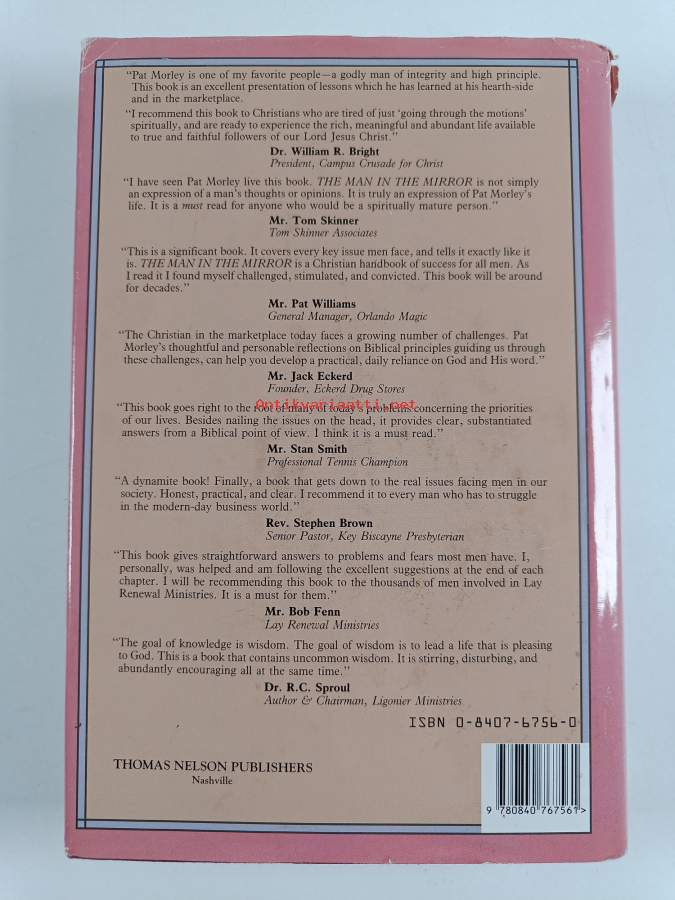 “Pat Morley is one of my favorite people—a godly man of integrity and high principle.
This book is an excellent presentation of lessons which he has learned at his hearth-side
and in the marketplace.
“I recommend this book to Christians who are tired of just ‘going through the motions’
spiritually, and are ready to experience the rich, meaningful and abundant life available
to true and faithful followers of our Lord Jesus Christ.”
Dr. William R. Bright
President, Campus Crusade for Christ
“I have seen Pat Morley live this book. THE MAN IN THE MIRROR is not simply
an expression of a man’s thoughts or opinions. It is truly an expression of Pat Morley’s
life. It is a must read for anyone who would be a spiritually mature person.”
Mr. Tom Skinner
Tom Skinner Associates
“This is a significant book. It covers every key issue men face, and tells it exactly like it
is. THE MAN IN THE MIRROR is a Christian handbook of success for all men. As
I read it I found myself challenged, stimulated, and convicted. This book will be around
for decades.”
Mr. Pat Williams
General Manager, Orlando Magic
“The Christian in the marketplace today faces a growing number of challenges. Pat
Morley’s thoughtful and personable reflections on Biblical principles guiding us through
these challenges, can help you develop a practical, daily reliance on God and His word.”
Mr. Jack Eckerd
Founder, Eckerd Drug Stores
Antikvariaatti.net
“This book goes right to the root of many of today’s problems concerning the priorities
of our lives. Besides nailing the issues on the head, it provides clear, substantiated
answers from a Biblical point of view. I think it is a must read.”
Mr. Stan Smith
Professional Tennis Champion
“A dynamite book! Finally, a book that gets down to the real issues facing men in our
society. Honest, practical, and clear. I recommend it to every man who has to struggle
in the modern-day business world.”
Rev. Stephen Brown
Senior Pastor, Key Biscayne Presbyterian
“This book gives straightforward answers to problems and fears most men have. I,
personally, was helped and am following the excellent suggestions at the end of each
chapter. I will be recommending this book to the thousands of men involved in Lay
Renewal Ministries. It is a must for them.”
Mr. Bob Fenn
Lay Renewal Ministries
“The goal of knowledge is wisdom. The goal of wisdom is to lead a life that is pleasing
to God. This is a book that contains uncommon wisdom. It is stirring, disturbing, and
abundantly encouraging all at the same time.”
Dr. R.C. Sproul
Author & Chairman, Ligonier Ministries
ISBN 0-8407-6756-0
THOMAS NELSON PUBLISHERS
Nashville
9 780840 767561>